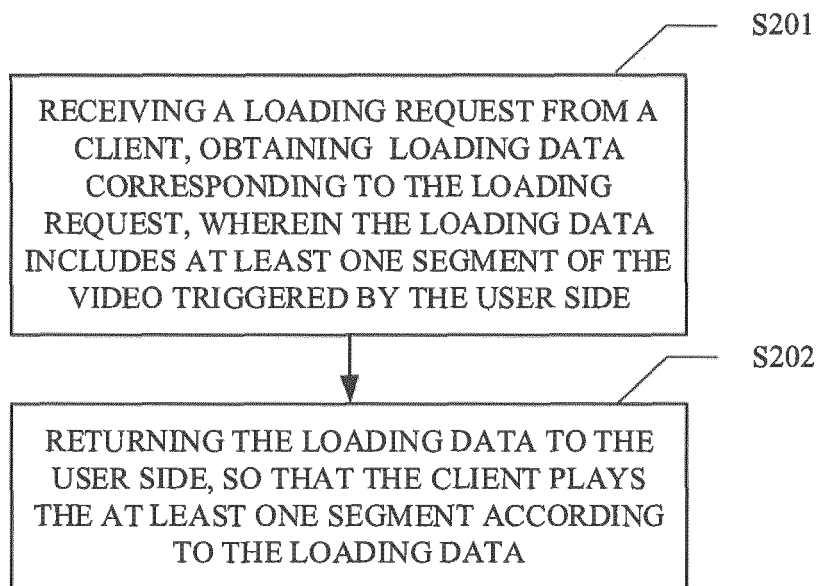 S201
RECEIVING A LOADING REQUEST FROM A
CLIENT, OBTAINING LOADING DATA
CORRESPONDING TO THE LOADING
REQUEST, WHEREIN THE LOADING DATA
INCLUDES AT LEAST ONE SEGMENT OF THE
VIDEO TRIGGERED BY THE USER SIDE
S202
RETURNING THE LOADING DATA TO THE
USER SIDE, SO THAT THE CLIENT PLAYS
THE AT LEAST ONE SEGMENT ACCORDING
TO THE LOADING DATA